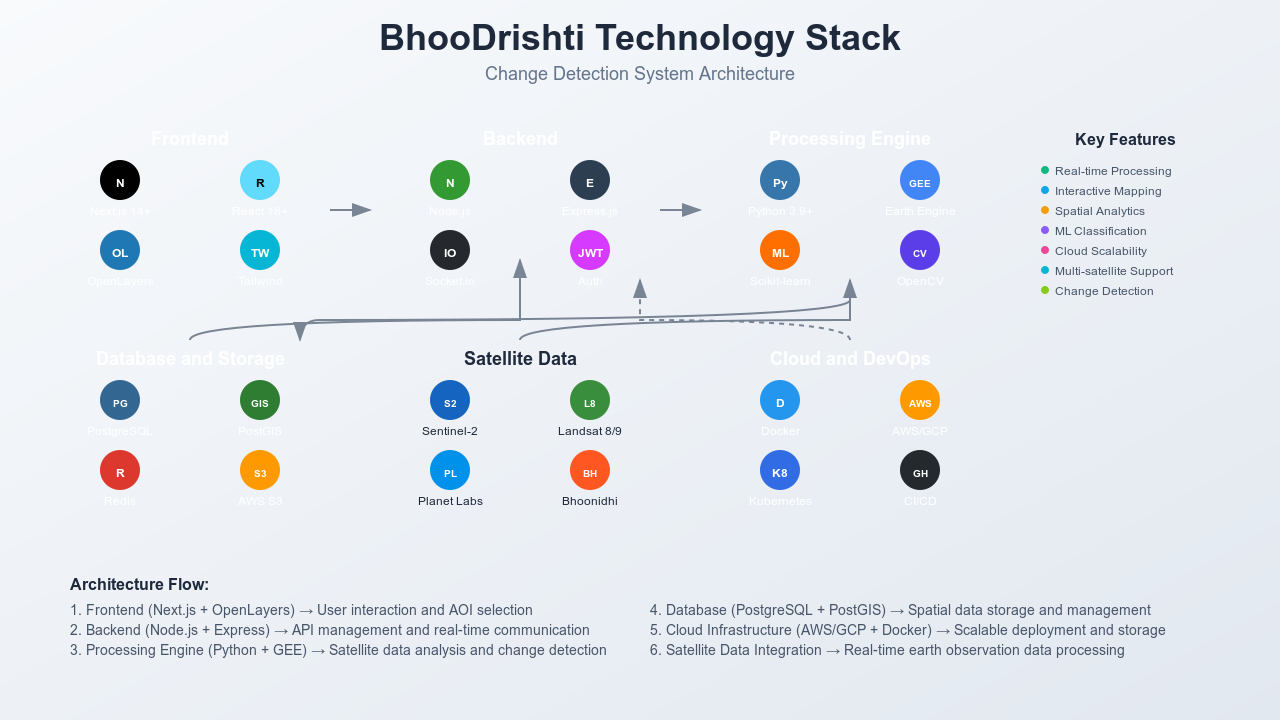 BhooDrishti Technology Stack
Change Detection System Architecture
Frontend
N
R
Next.js 14+
React 18+
OL
TW
OpenLayers
Tailwind
Backend
N
E
Node.js
Express.js
IO
JWT
Socket.io
Auth
Processing Engine
Py
GEE
Python 3.9+
Earth Engine
ML
CV
Scikit-learn
OpenCV
Key Features
Real-time Processing
Interactive Mapping
Spatial Analytics
ML Classification
Cloud Scalability
Multi-satellite Support
Change Detection
Database and Storage
PG
GIS
PostgreSQL
PostGIS
R
S3
Redis
AWS S3
Satellite Data
S2
L8
Sentinel-2
Landsat 8/9
PL
BH
Planet Labs
Bhoonidhi
Cloud and DevOps
D
AWS
Docker
AWS/GCP
K8
GH
Kubernetes
CI/CD
Architecture Flow:
1. Frontend (Next.js + OpenLayers) → User interaction and AOI selection
2. Backend (Node.js + Express) → API management and real-time communication
3. Processing Engine (Python + GEE) → Satellite data analysis and change detection
4. Database (PostgreSQL + PostGIS) → Spatial data storage and management
5. Cloud Infrastructure (AWS/GCP + Docker) → Scalable deployment and storage
6. Satellite Data Integration → Real-time earth observation data processing